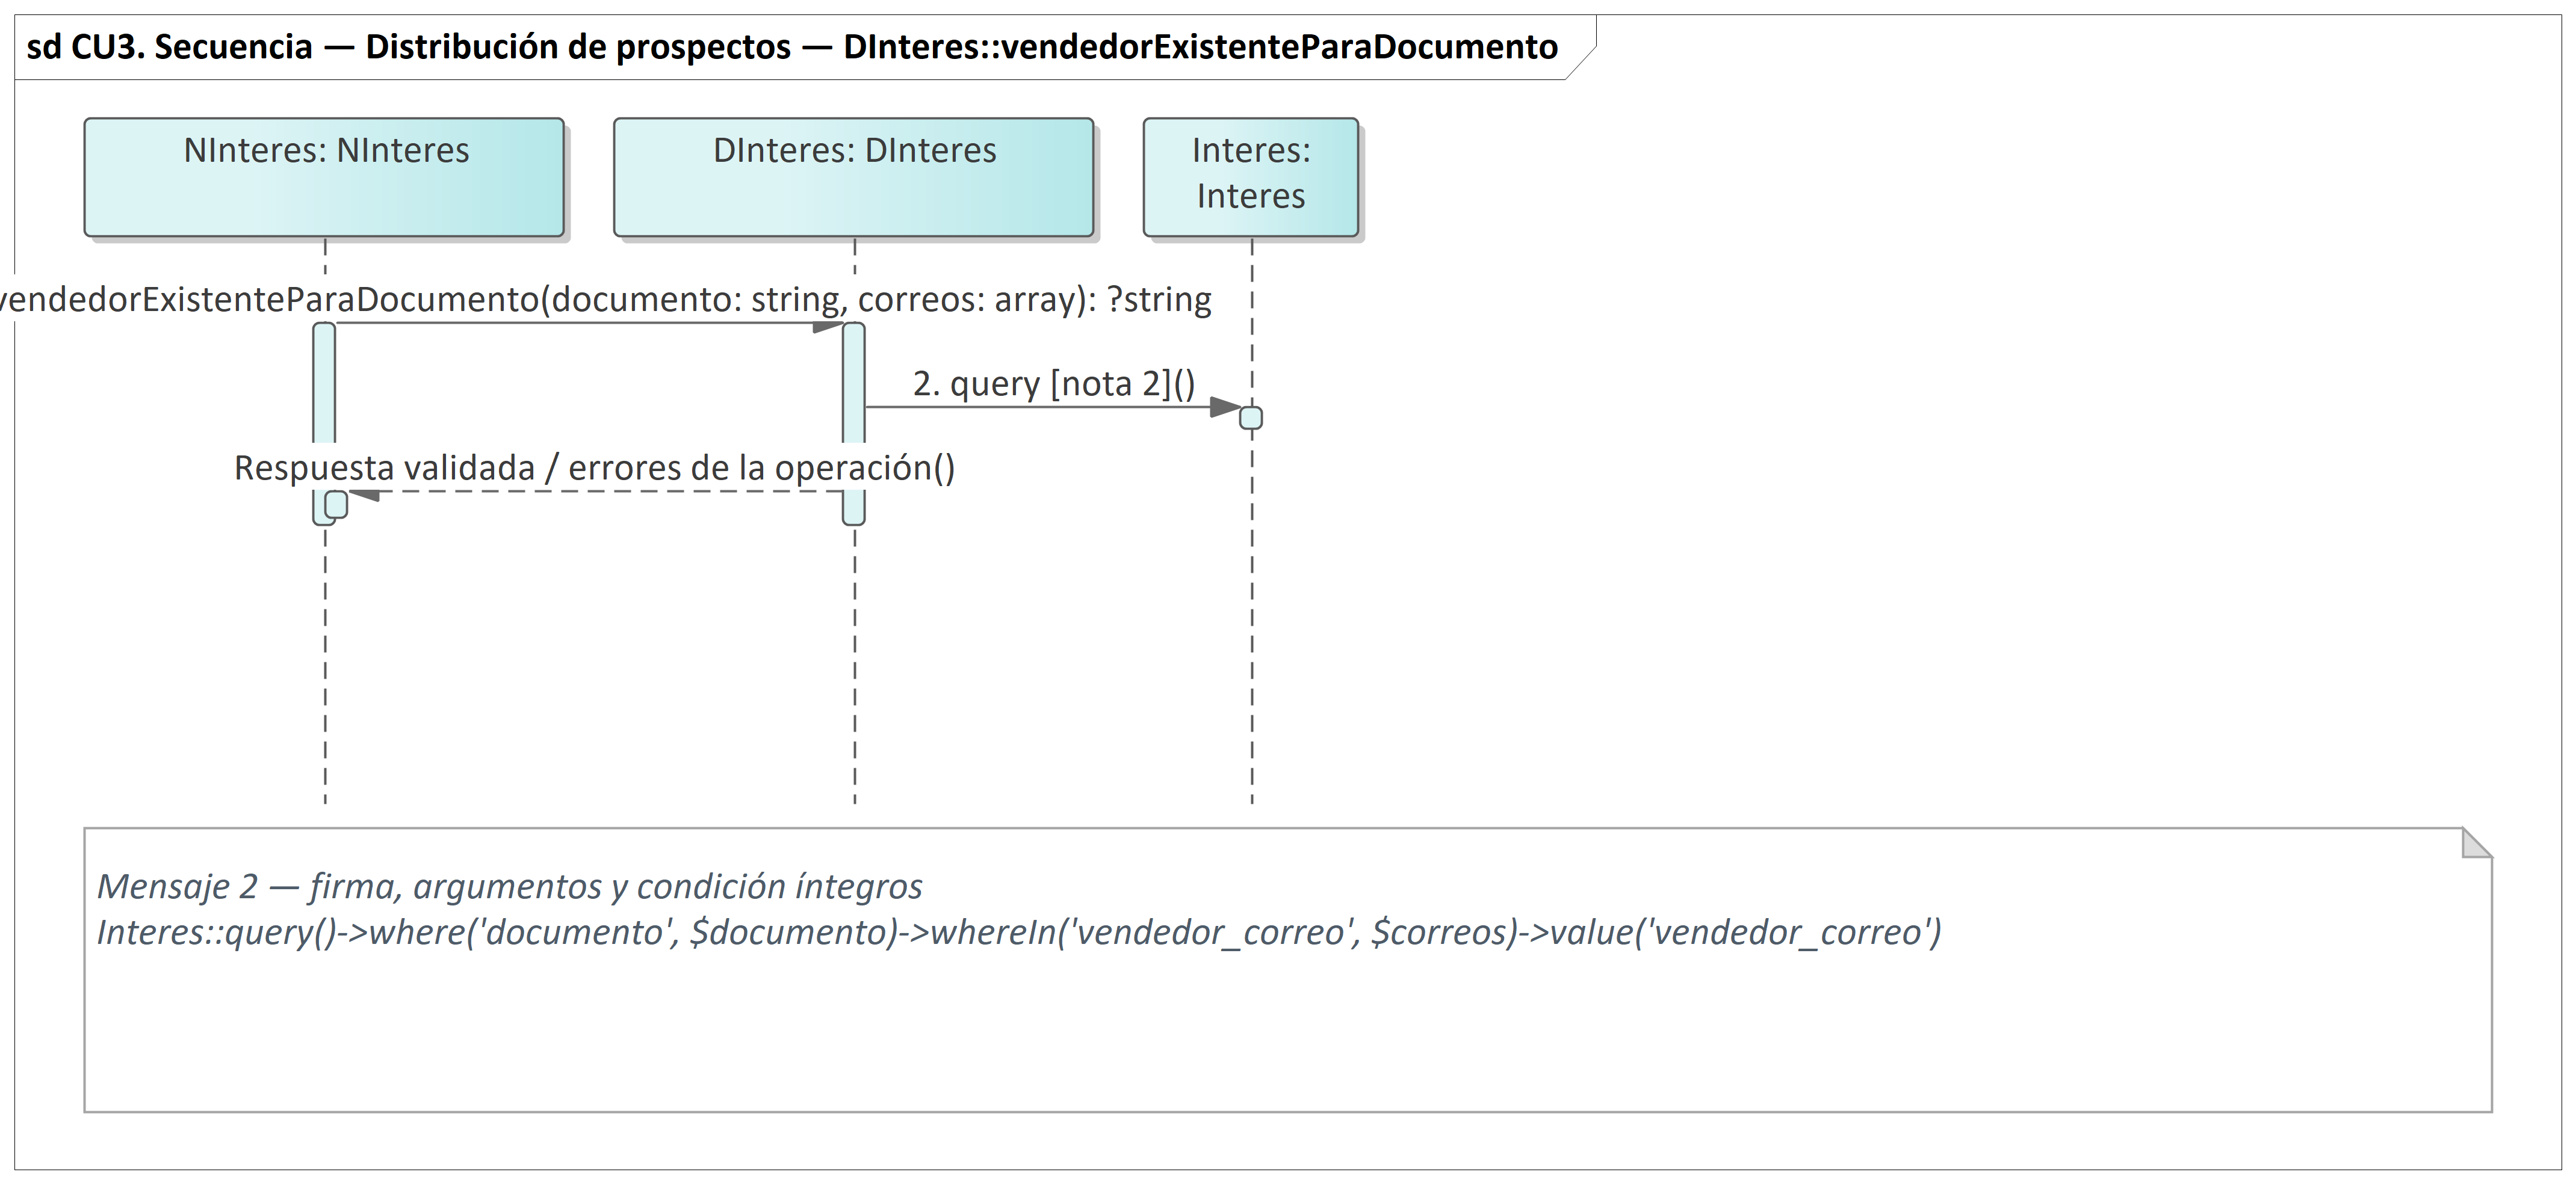 sd CU3. Secuencia — Distribución de prospectos — DInteres::vendedorExistenteParaDocumento
NInteres: NInteres
DInteres: DInteres
Interes:
Interes
vendedorExistenteParaDocumento(documento: string, correos: array): ?string
2. query [nota 2]()
Respuesta validada / errores de la operación()
Mensaje 2 — firma, argumentos y condición íntegros
Interes::query()->where('documento', $documento)->whereIn('vendedor_correo', $correos)->value('vendedor_correo')